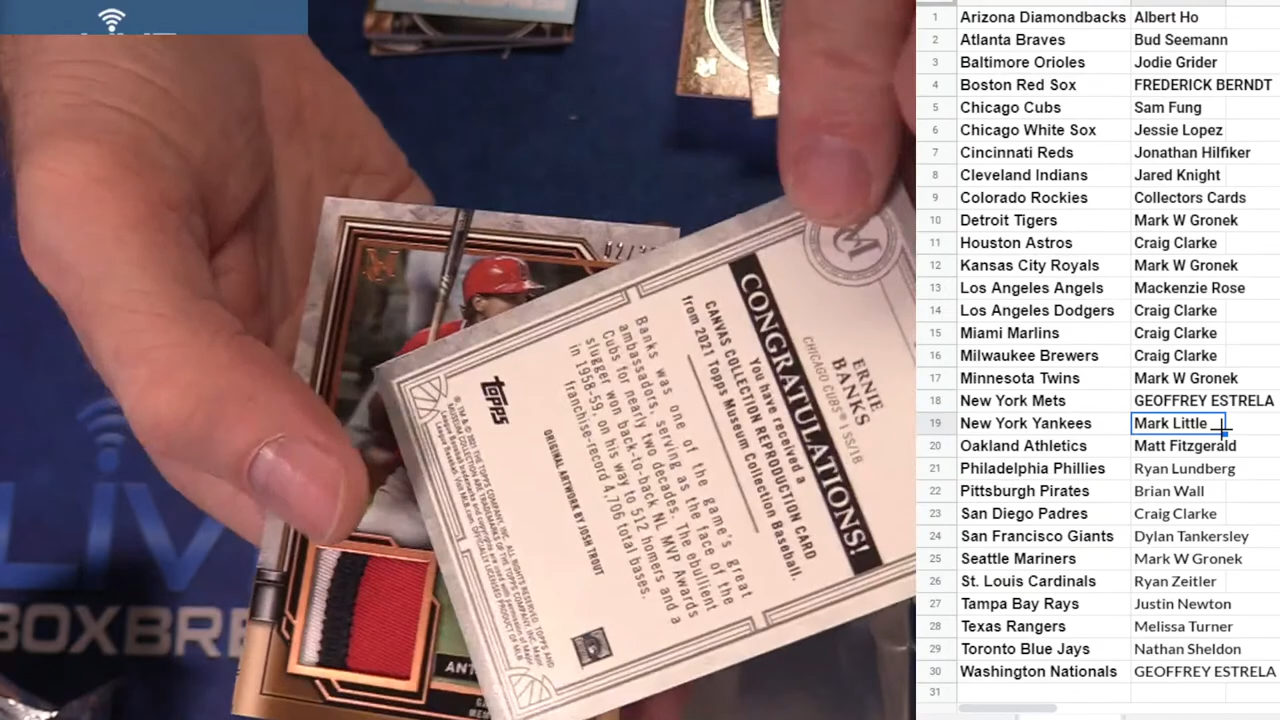 1 Arizona Diamondbacks Albert Ho
2 Atlanta Braves Bud Seemann
3 Baltimore Orioles Jodie Grider
4 Boston Red Sox FREDERICK BERNDT
5 Chicago Cubs Sam Fung
6 Chicago White Sox Jessie Lopez
7 Cincinnati Reds Jonathan Hilfiker
8 Cleveland Indians Jared Knight
9 Colorado Rockies Collectors Cards
10 Detroit Tigers Mark W Gronek
11 Houston Astros Craig Clarke
12 Kansas City Royals Mark W Gronek
13 Los Angeles Angels Mackenzie Rose
14 Los Angeles Dodgers Craig Clarke
15 Miami Marlins Craig Clarke
16 Milwaukee Brewers Craig Clarke
17 Minnesota Twins Mark W Gronek
18 New York Mets GEOFFREY ESTRELA
19 New York Yankees Mark Little
20 Oakland Athletics Matt Fitzgerald
21 Philadelphia Phillies Ryan Lundberg
22 Pittsburgh Pirates Brian Wall
23 San Diego Padres Craig Clarke
24 San Francisco Giants Dylan Tankersley
25 Seattle Mariners Mark W Gronek
26 St. Louis Cardinals Ryan Zeitler
27 Tampa Bay Rays Justin Newton
28 Texas Rangers Melissa Turner
29 Toronto Blue Jays Nathan Sheldon
30 Washington Nationals GEOFFREY ESTRELA
31
ERNIE
BANKS
CHICAGO CUBS® | SS/1B
CONGRATULATIONS!
You have received a
CANVAS COLLECTION REPRODUCTION CARD
from 2021 Topps Museum Collection Baseball.
Banks was one of the game's great
ambassadors, serving as the face of the
Cubs for nearly two decades. The ebullient
slugger won back-to-back NL MVP Awards
in 1958-59, on his way to 512 homers and a
franchise-record 4,706 total bases.
ORIGINAL ARTWORK BY JOSH TROUT
topps
ANT
LIV
BOXBRE